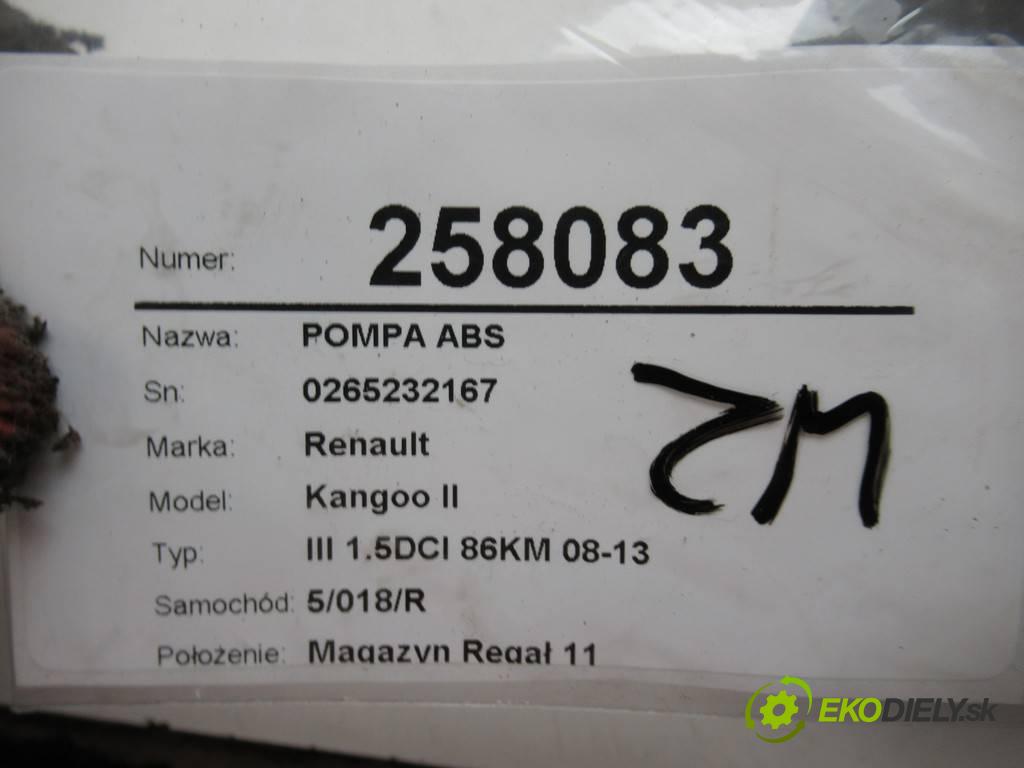 Numer: 258083
Nazwa: POMPA ABS
Sn: 0265232167
Marka: Renault
Model: Kangoo II
Typ: III 1.5DCI 86KM 08-13
Samochód: 5/018/R
Położenie: Magazyn Regał 11
ZM
EKODIELY.sk